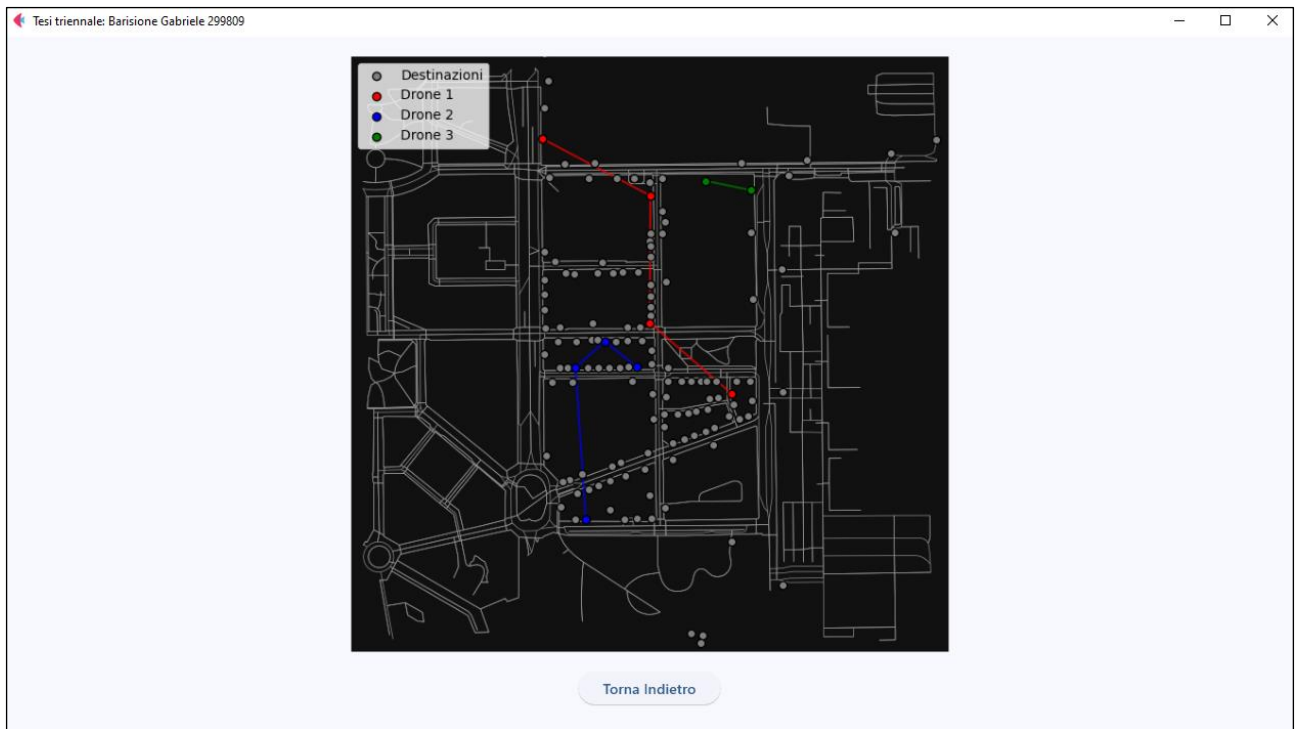 Tesi triennale: Barisione Gabriele 299809
Destinazioni
Drone 1
Drone 2
Drone 3
Torna Indietro